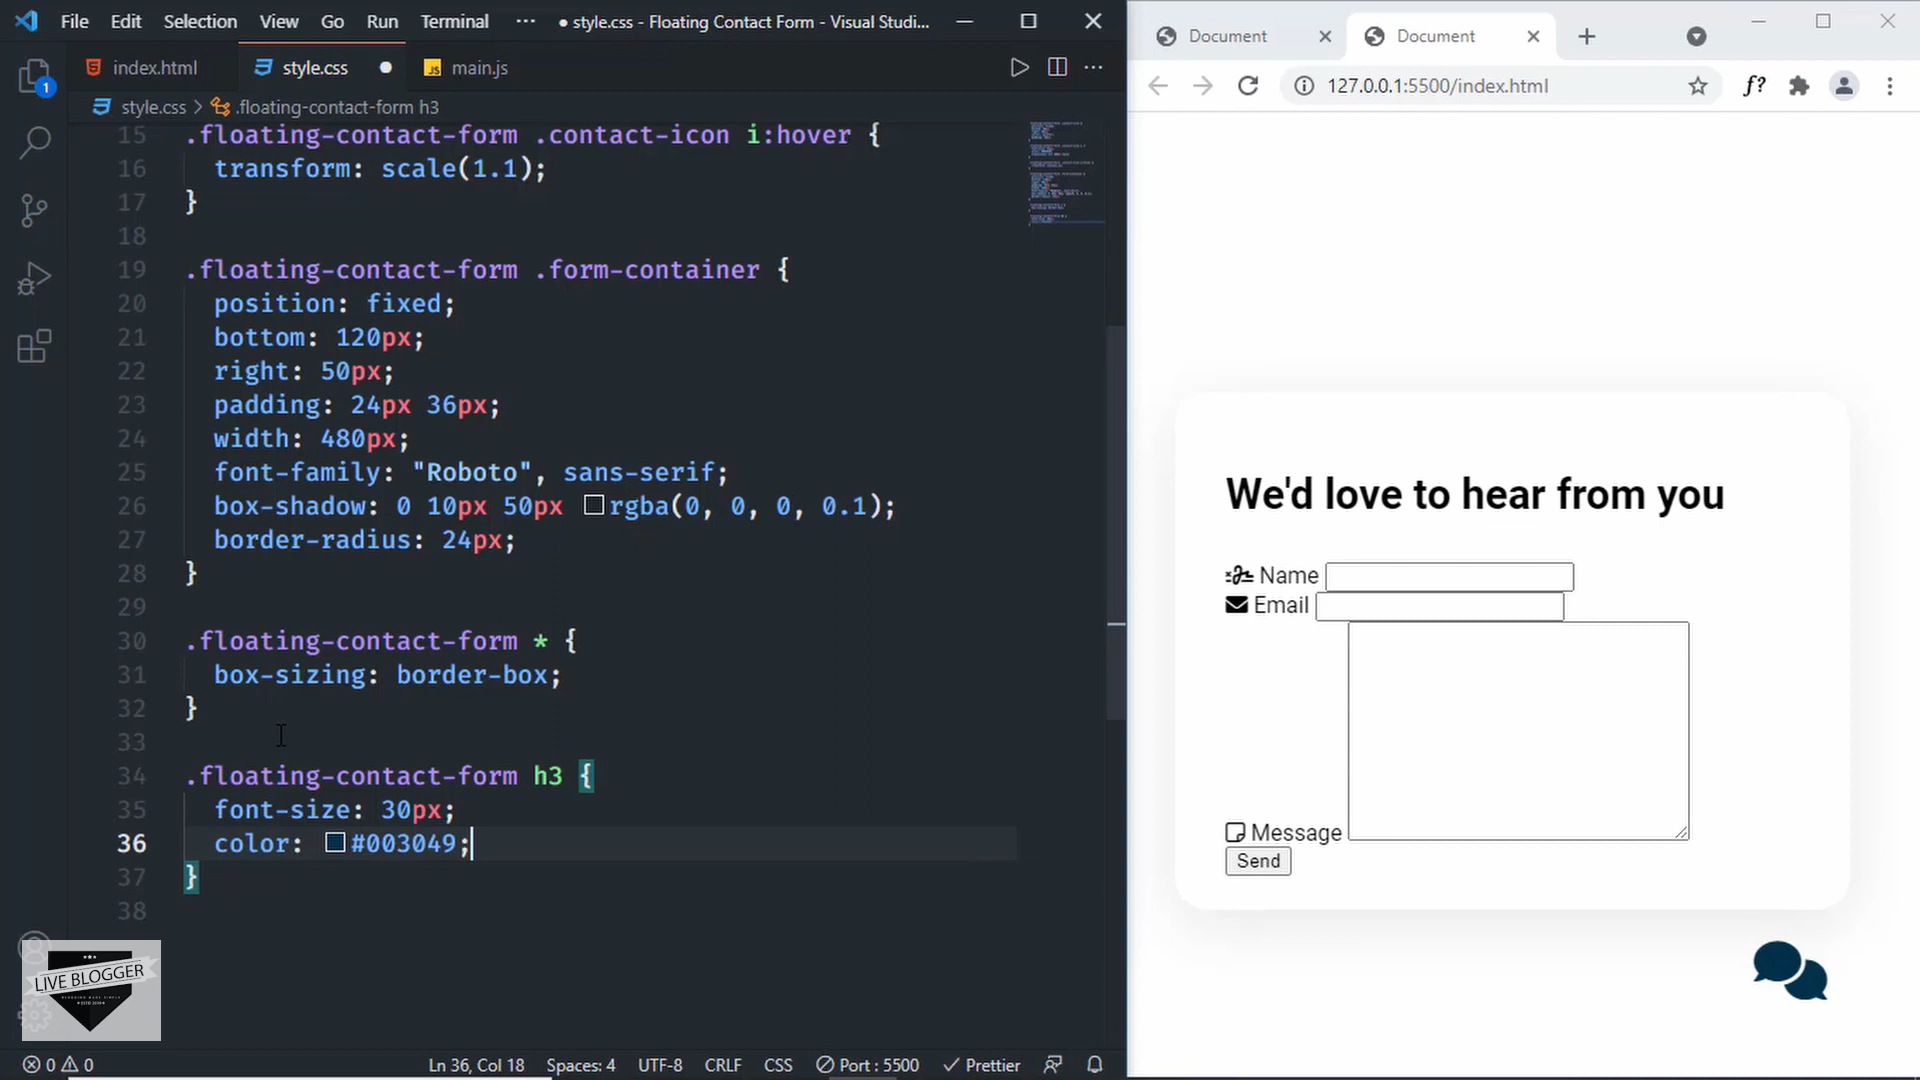 File Edit Selection View Go Run Terminal ··· ● style.css - Floating Contact Form - Visual Studi...
index.html style.css ● main.js
style.css > .floating-contact-form h3
15 .floating-contact-form .contact-icon i:hover {
16 transform: scale(1.1);
17 }
18
19 .floating-contact-form .form-container {
20 position: fixed;
21 bottom: 120px;
22 right: 50px;
23 padding: 24px 36px;
24 width: 480px;
25 font-family: "Roboto", sans-serif;
26 box-shadow: 0 10px 50px rgba(0, 0, 0, 0.1);
27 border-radius: 24px;
28 }
29
30 .floating-contact-form * {
31 box-sizing: border-box;
32 }
33
34 .floating-contact-form h3 {
35 font-size: 30px;
36 color: #003049;
37 }
38
1
LIVE BLOGGER
0 0 Ln 36, Col 18 Spaces: 4 UTF-8 CRLF CSS Port : 5500 Prettier
Document Document
127.0.0.1:5500/index.html f?
We'd love to hear from you
Name
Email
Message
Send